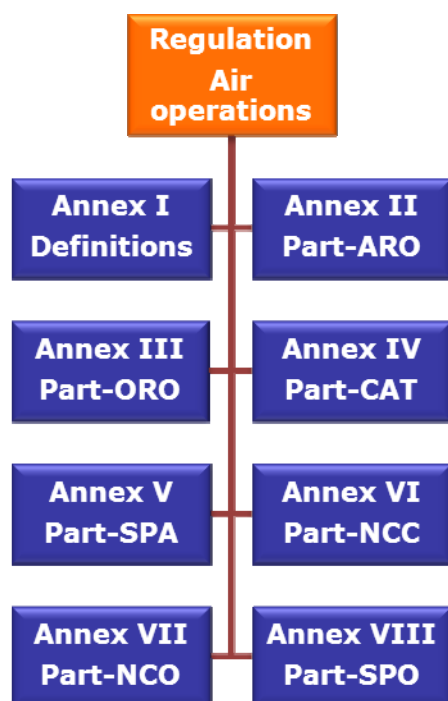 Regulation
Air
operations
Annex I
Definitions
Annex II
Part-ARO
Annex III
Part-ORO
Annex IV
Part-CAT
Annex V
Part-SPA
Annex VI
Part-NCC
Annex VII
Part-NCO
Annex VIII
Part-SPO